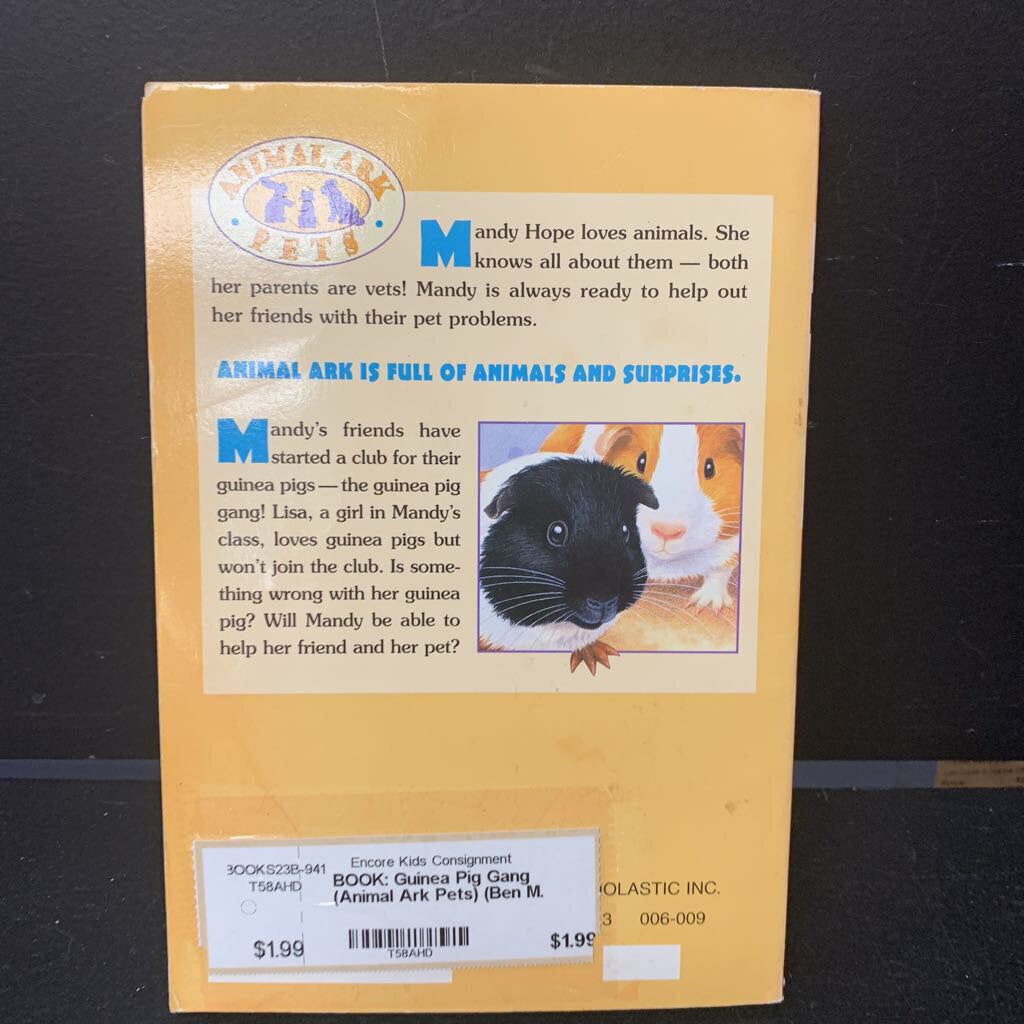 ANIMAL ARK
PETS
Mandy Hope loves animals. She
knows all about them — both
her parents are vets! Mandy is always ready to help out
her friends with their pet problems.
ANIMAL ARK IS FULL OF ANIMALS AND SURPRISES.
Mandy's friends have
started a club for their
guinea pigs — the guinea pig
gang! Lisa, a girl in Mandy's
class, loves guinea pigs but
won't join the club. Is some-
thing wrong with her guinea
pig? Will Mandy be able to
help her friend and her pet?
BOOKS23B-941
T58AHD
$1.99
Encore Kids Consignment
BOOK: Guinea Pig Gang
(Animal Ark Pets) (Ben M.
T58AHD
$1.99
OLASTIC INC.
3 006-009